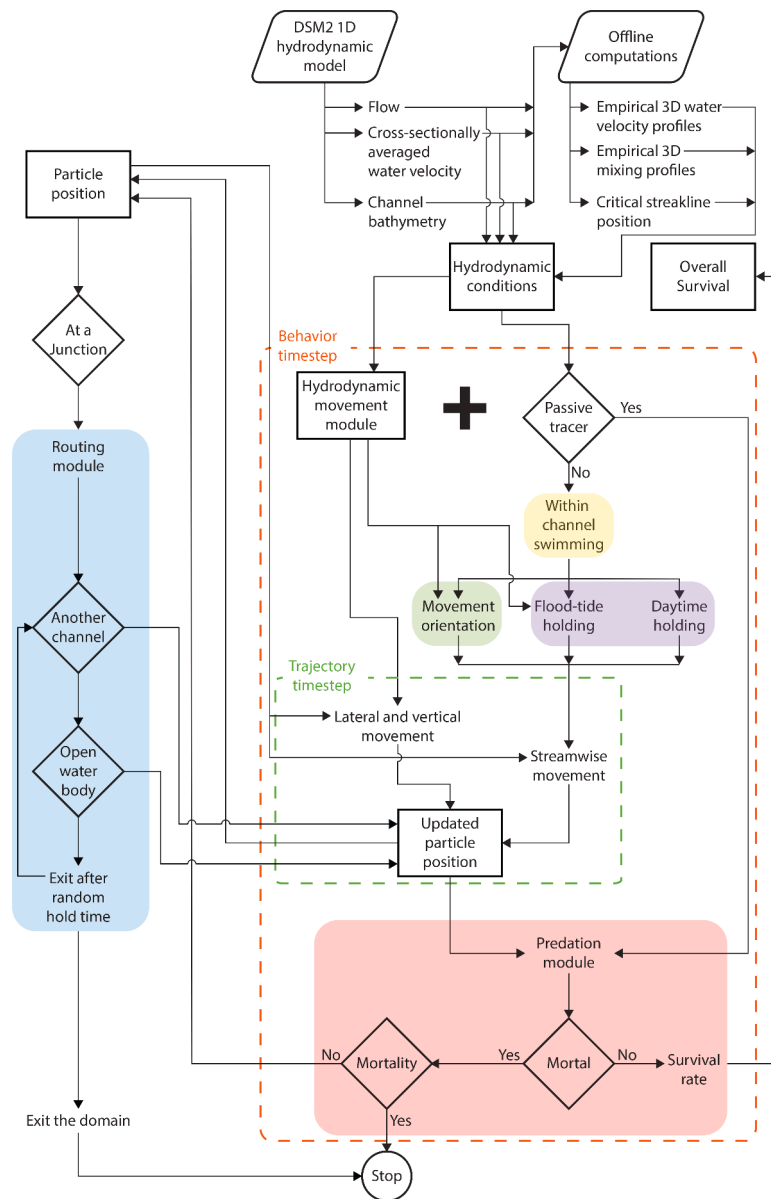 DSM2 1D
hydrodynamic
model
Offline
computations
Flow
Cross-sectionally
averaged
water velocity
Channel
bathymetry
Empirical 3D water
velocity profiles
Empirical 3D
mixing profiles
Critical streakline
position
Particle
position
Hydrodynamic
conditions
Overall
Survival
At a
Junction
Behavior
timestep
Hydrodynamic
movement
module
Passive
tracer
Yes
No
Routing
module
Within
channel
swimming
Another
channel
Movement
orientation
Flood-tide
holding
Daytime
holding
Trajectory
timestep
Lateral and vertical
movement
Streamwise
movement
Open
water
body
Updated
particle
position
Exit after
random
hold time
Predation
module
No
Mortality
Yes
Mortal
No
Survival
rate
Yes
Exit the domain
Stop